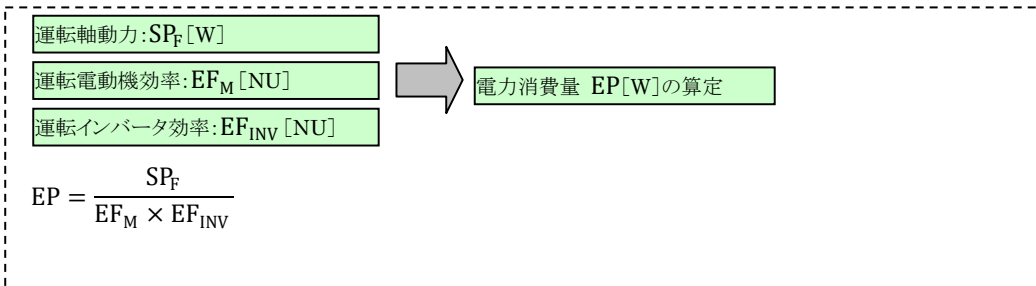 運転軸動力:SP_F[W]
運転電動機効率:EF_M[NU]
電力消費量 EP[W]の算定
運転インバータ効率:EF_INV[NU]
EP = SP_F / (EF_M × EF_INV)